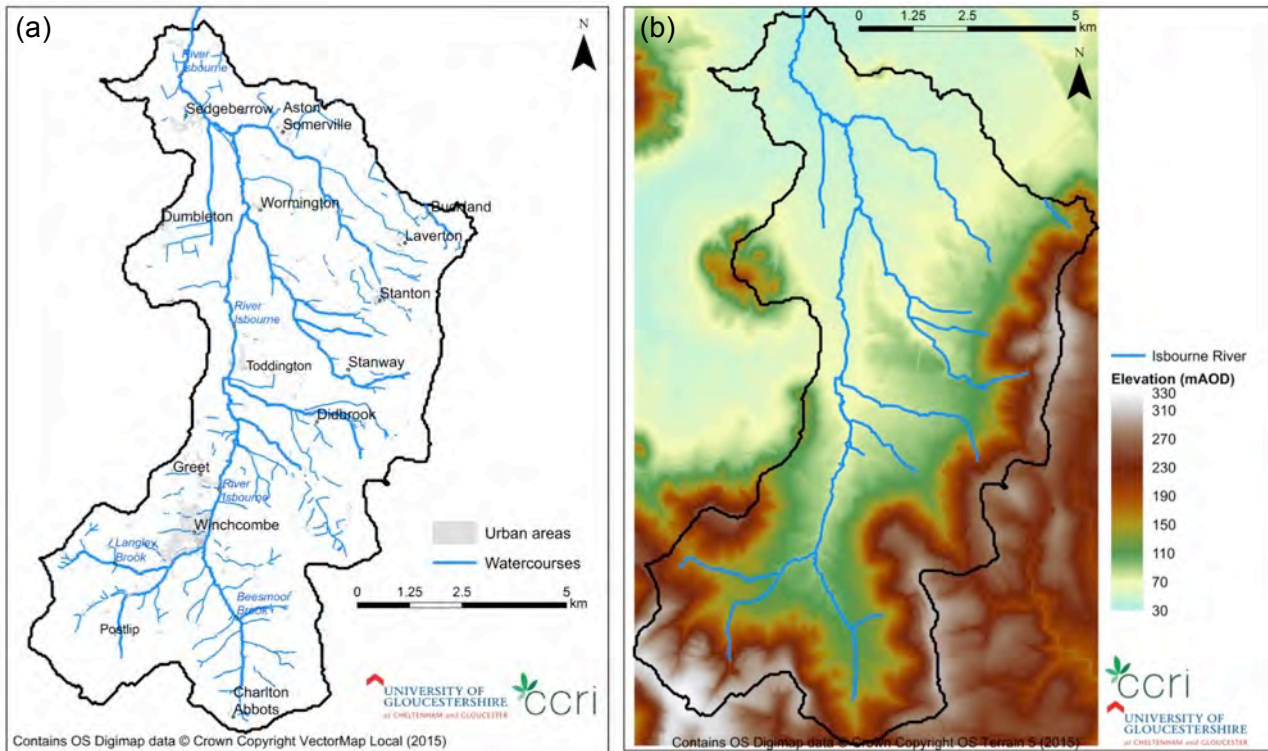 (a)
N
River
Isbourne
Sedgeberrow
Aston
Somerville
Wormington
Dumbleton
Buckland
Laverton
Stanton
River
Isbourne
Toddington
Stanway
Didbrook
Greet
River
Isbourne
Winchcombe
Langley
Brook
Beesmoor
Brook
Postlip
Charlton
Abbots
Urban areas
Watercourses
0 1.25 2.5 5
km
UNIVERSITY OF
GLOUCESTERSHIRE
at CHELTENHAM and GLOUCESTER
ccri
Contains OS Digimap data © Crown Copyright VectorMap Local (2015)
(b)
0 1.25 2.5 5
km
N
Isbourne River
Elevation (mAOD)
330
310
270
230
190
150
110
70
30
ccri
UNIVERSITY OF
GLOUCESTERSHIRE
at CHELTENHAM and GLOUCESTER
Contains OS Digimap data © Crown Copyright OS Terrain 5 (2015)